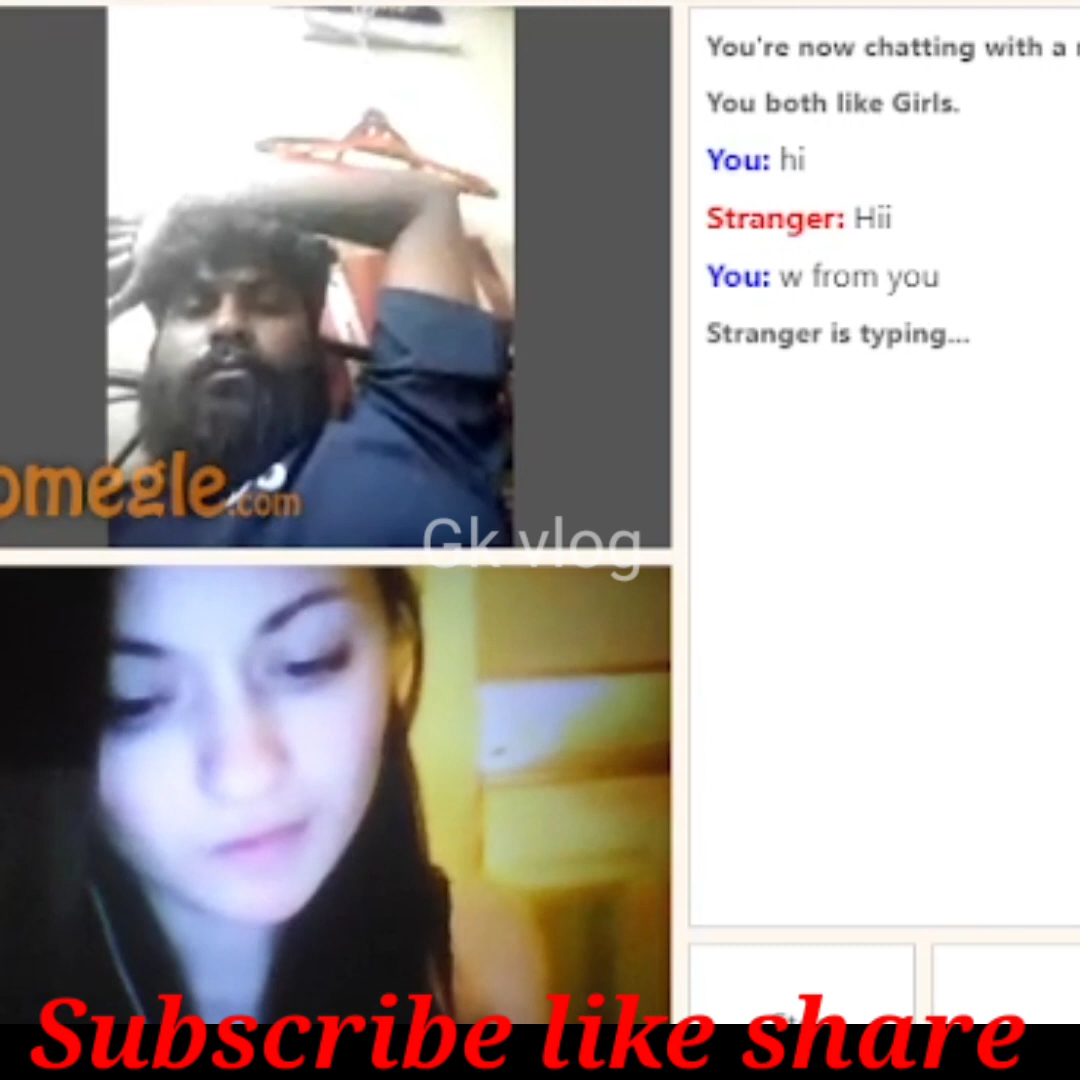 You're now chatting with a
You both like Girls.
You: hi
Stranger: Hii
You: w from you
Stranger is typing...
omegle.com
Gk vlog
Subscribe like share